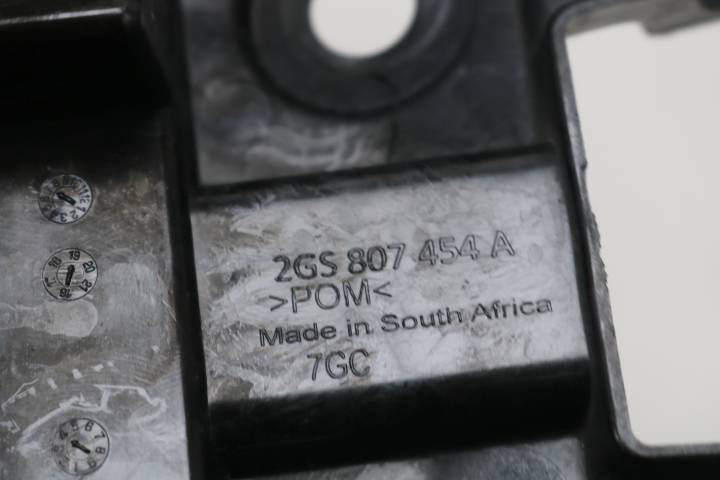 2GS 807 454 A
>POM<
Made in South Africa
7GC